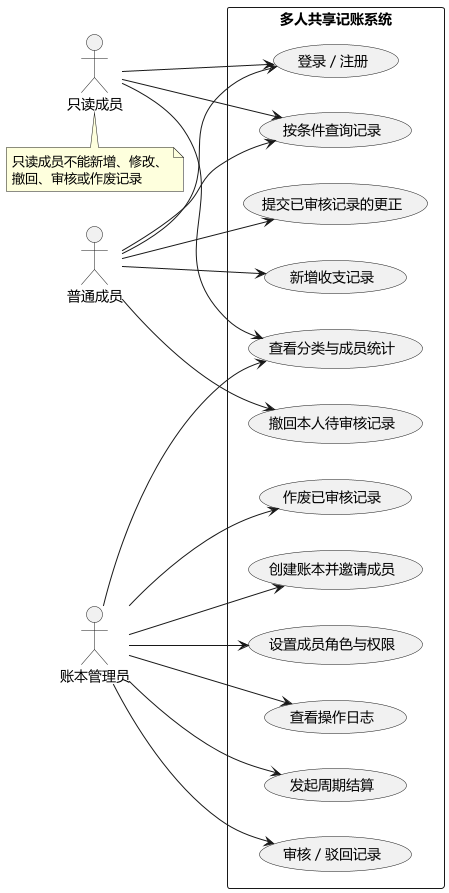 多人共享记账系统
只读成员
只读成员不能新增、修改、
撤回、审核或作废记录
普通成员
账本管理员
登录 / 注册
按条件查询记录
提交已审核记录的更正
新增收支记录
查看分类与成员统计
撤回本人待审核记录
作废已审核记录
创建账本并邀请成员
设置成员角色与权限
查看操作日志
发起周期结算
审核 / 驳回记录